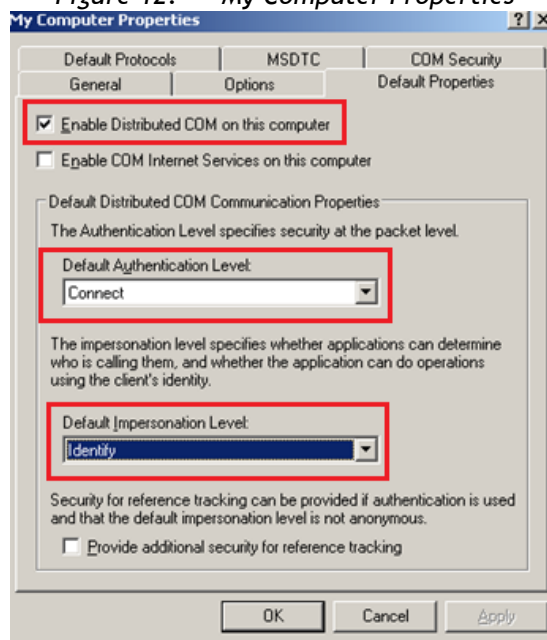 Figure 12: My Computer Properties
My Computer Properties
Default Protocols MSDTC COM Security
General Options Default Properties
Enable Distributed COM on this computer
Enable COM Internet Services on this computer
Default Distributed COM Communication Properties
The Authentication Level specifies security at the packet level.
Default Authentication Level:
Connect
The impersonation level specifies whether applications can determine
who is calling them, and whether the application can do operations
using the client's identity.
Default Impersonation Level:
Identify
Security for reference tracking can be provided if authentication is used
and that the default impersonation level is not anonymous.
Provide additional security for reference tracking
OK Cancel Apply